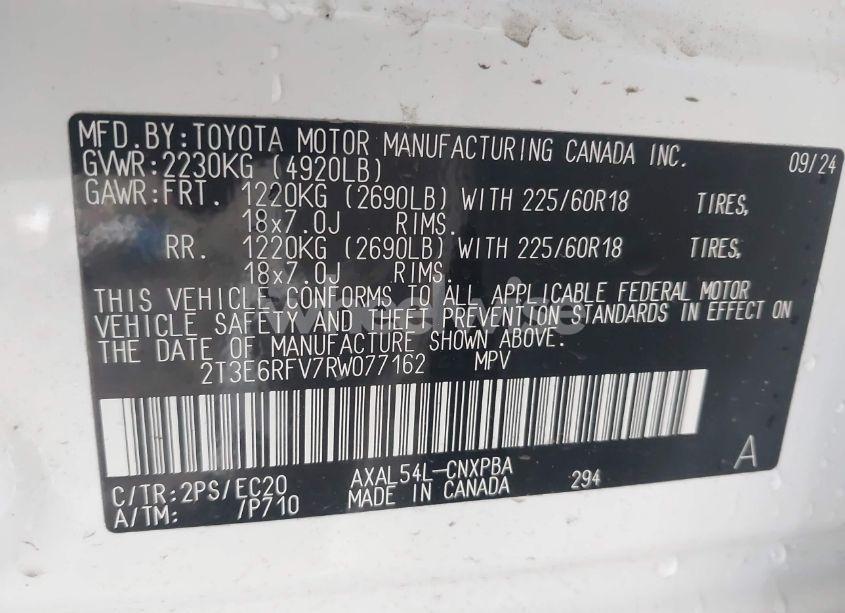 MFD.BY:TOYOTA MOTOR MANUFACTURING CANADA INC. 09/24
GVWR:2230KG (4920LB)
GAWR:FRT. 1220KG (2690LB) WITH 225/60R18 TIRES,
18x7.0J RIMS.
RR. 1220KG (2690LB) WITH 225/60R18 TIRES,
18x7.0J RIMS.
THIS VEHICLE CONFORMS TO ALL APPLICABLE FEDERAL MOTOR
VEHICLE SAFETY AND THEFT PREVENTION STANDARDS IN EFFECT ON
THE DATE OF MANUFACTURE SHOWN ABOVE.
2T3E6RFV7RW077162 MPV
A
C/TR:2PS/EC20 AXAL54L-CNXPBA 294
A/TM: /P710 MADE IN CANADA